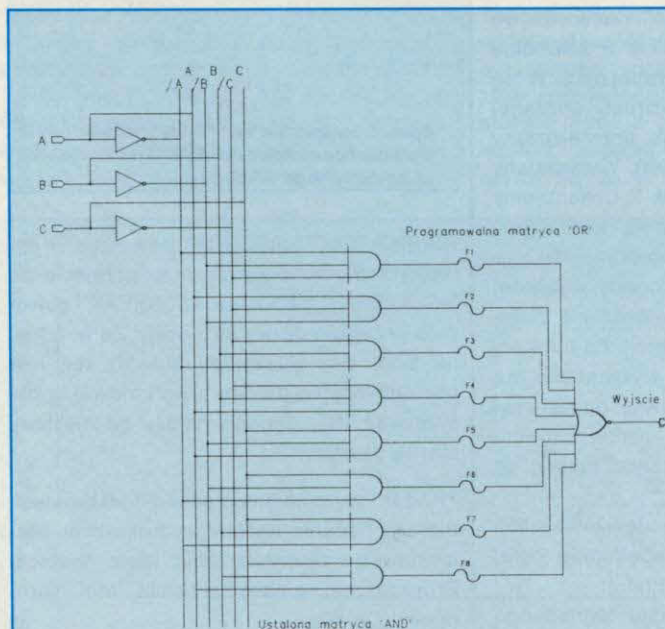 A B C
/A /B /C
A
B
C
Programowalna matryca 'OR'
F1
F2
F3
F4
Wyjscie
F5
F6
F7
F8
Ustalona matryca 'AND'